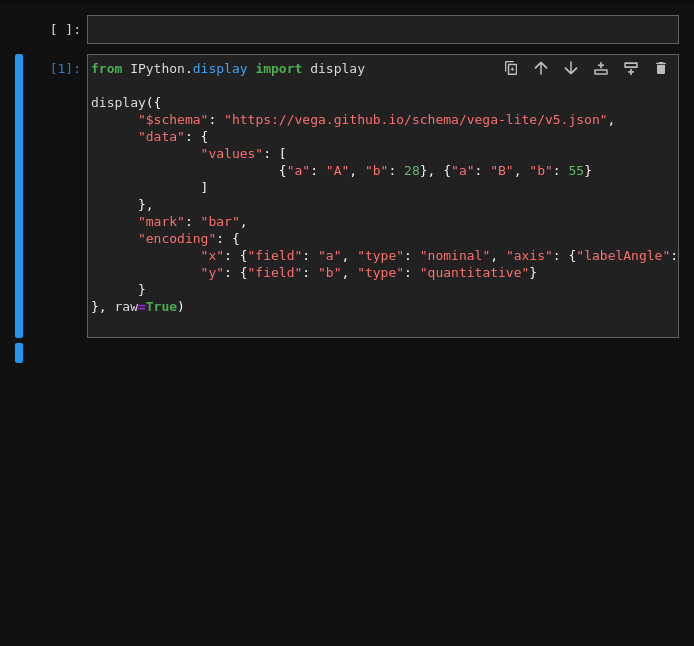 [ ]:
[1]: from IPython.display import display
display({
"$schema": "https://vega.github.io/schema/vega-lite/v5.json",
"data": {
"values": [
{"a": "A", "b": 28}, {"a": "B", "b": 55}
]
},
"mark": "bar",
"encoding": {
"x": {"field": "a", "type": "nominal", "axis": {"labelAngle":
"y": {"field": "b", "type": "quantitative"}
}
}, raw=True)